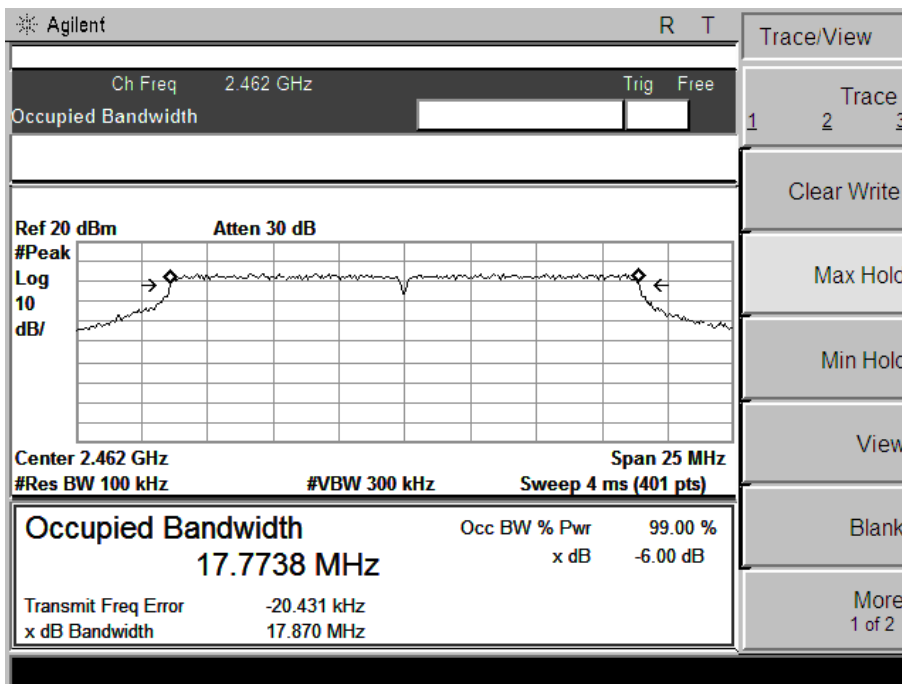 Agilent R T
Trace/View
Ch Freq 2.462 GHz Trig Free
Occupied Bandwidth
Trace
1 2 3
Clear Write
Ref 20 dBm Atten 30 dB
#Peak
Log
10
dB/
Max Hold
Min Hold
Center 2.462 GHz Span 25 MHz
#Res BW 100 kHz #VBW 300 kHz Sweep 4 ms (401 pts)
View
Occupied Bandwidth
17.7738 MHz
Occ BW % Pwr 99.00 %
x dB -6.00 dB
Transmit Freq Error -20.431 kHz
x dB Bandwidth 17.870 MHz
Blank
More
1 of 2